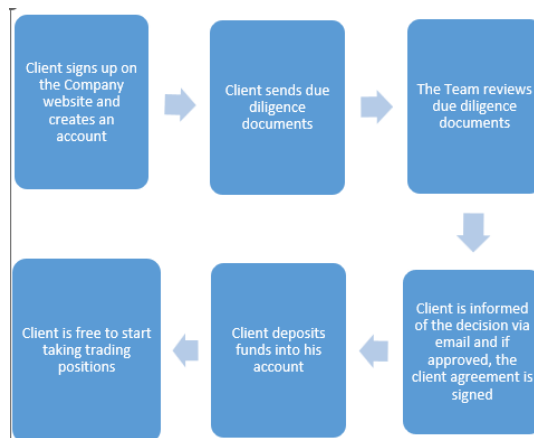 Client signs up on
the Company
website and
creates an
account
Client sends due
diligence
documents
The Team reviews
due diligence
documents
Client is informed
of the decision via
email and if
approved, the
client agreement is
signed
Client deposits
funds into his
account
Client is free to start
taking trading
positions